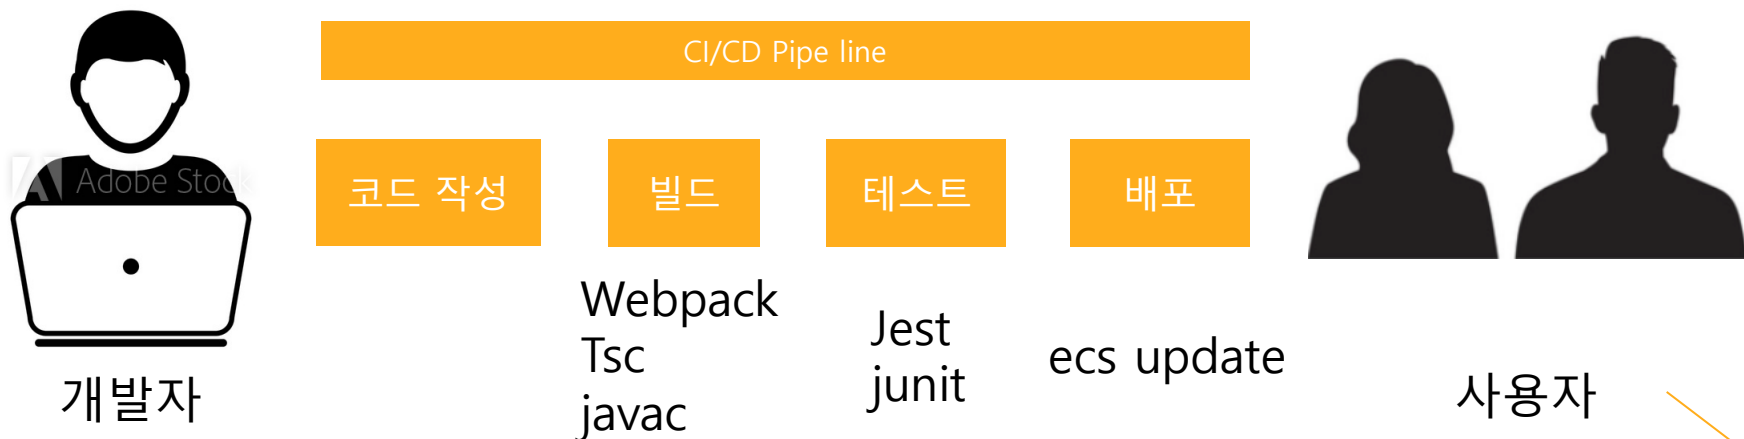 CI/CD Pipe line
Adobe Stock
코드 작성
빌드
테스트
배포
Webpack
Tsc
javac
Jest
junit
ecs update
개발자
사용자